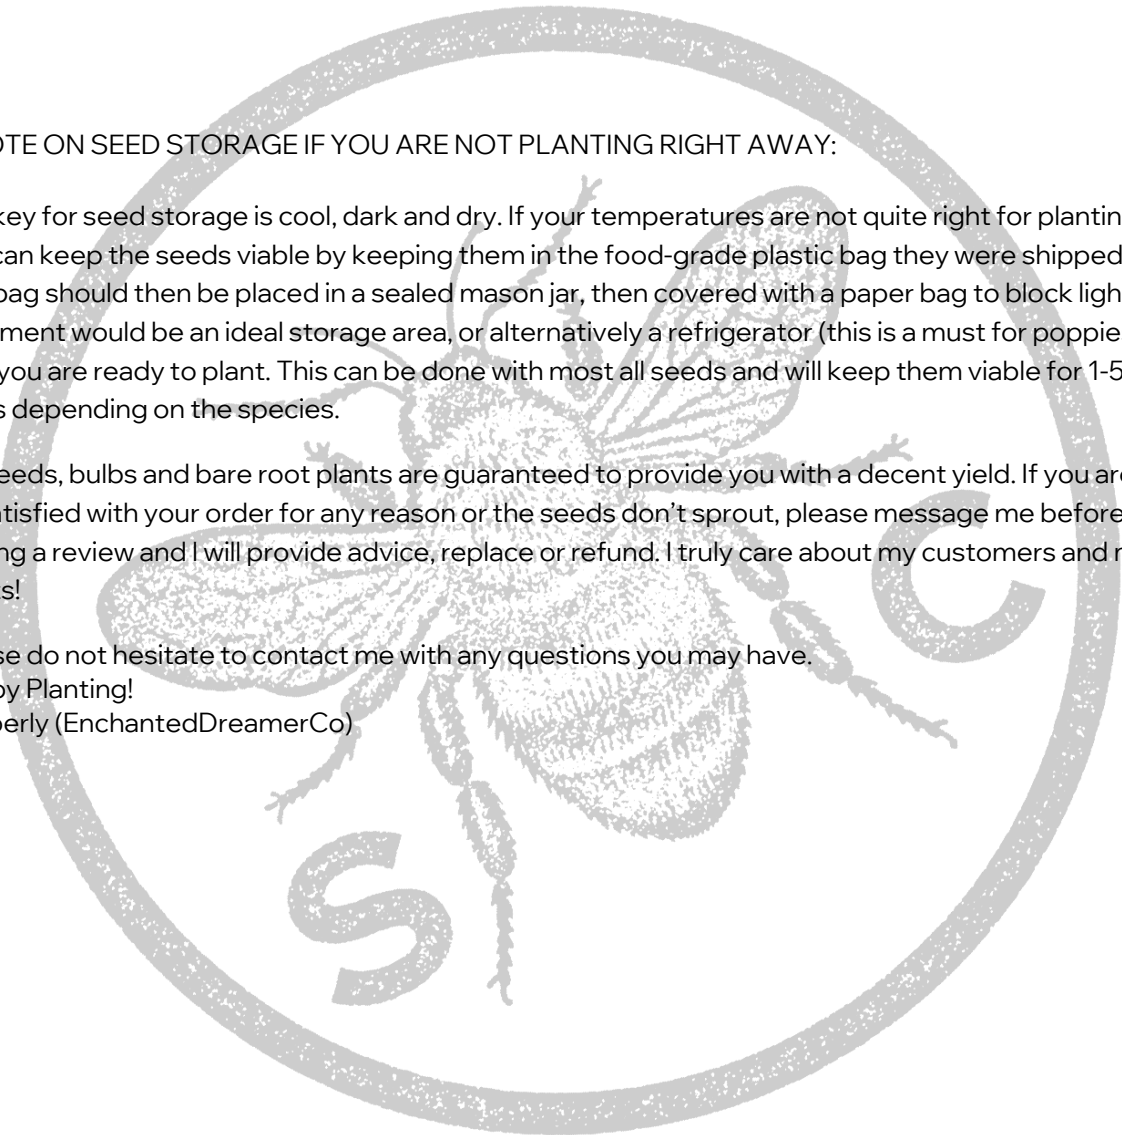 OTE ON SEED STORAGE IF YOU ARE NOT PLANTING RIGHT AWAY:
key for seed storage is cool, dark and dry. If your temperatures are not quite right for plantin
can keep the seeds viable by keeping them in the food-grade plastic bag they were shipped
bag should then be placed in a sealed mason jar, then covered with a paper bag to block ligh
ment would be an ideal storage area, or alternatively a refrigerator (this is a must for poppie
you are ready to plant. This can be done with most all seeds and will keep them viable for 1-5
s depending on the species.
eeds, bulbs and bare root plants are guaranteed to provide you with a decent yield. If you are
atisfied with your order for any reason or the seeds don’t sprout, please message me before
ng a review and I will provide advice, replace or refund. I truly care about my customers and
ts!
se do not hesitate to contact me with any questions you may have.
py Planting!
berly (EnchantedDreamerCo)
C
S